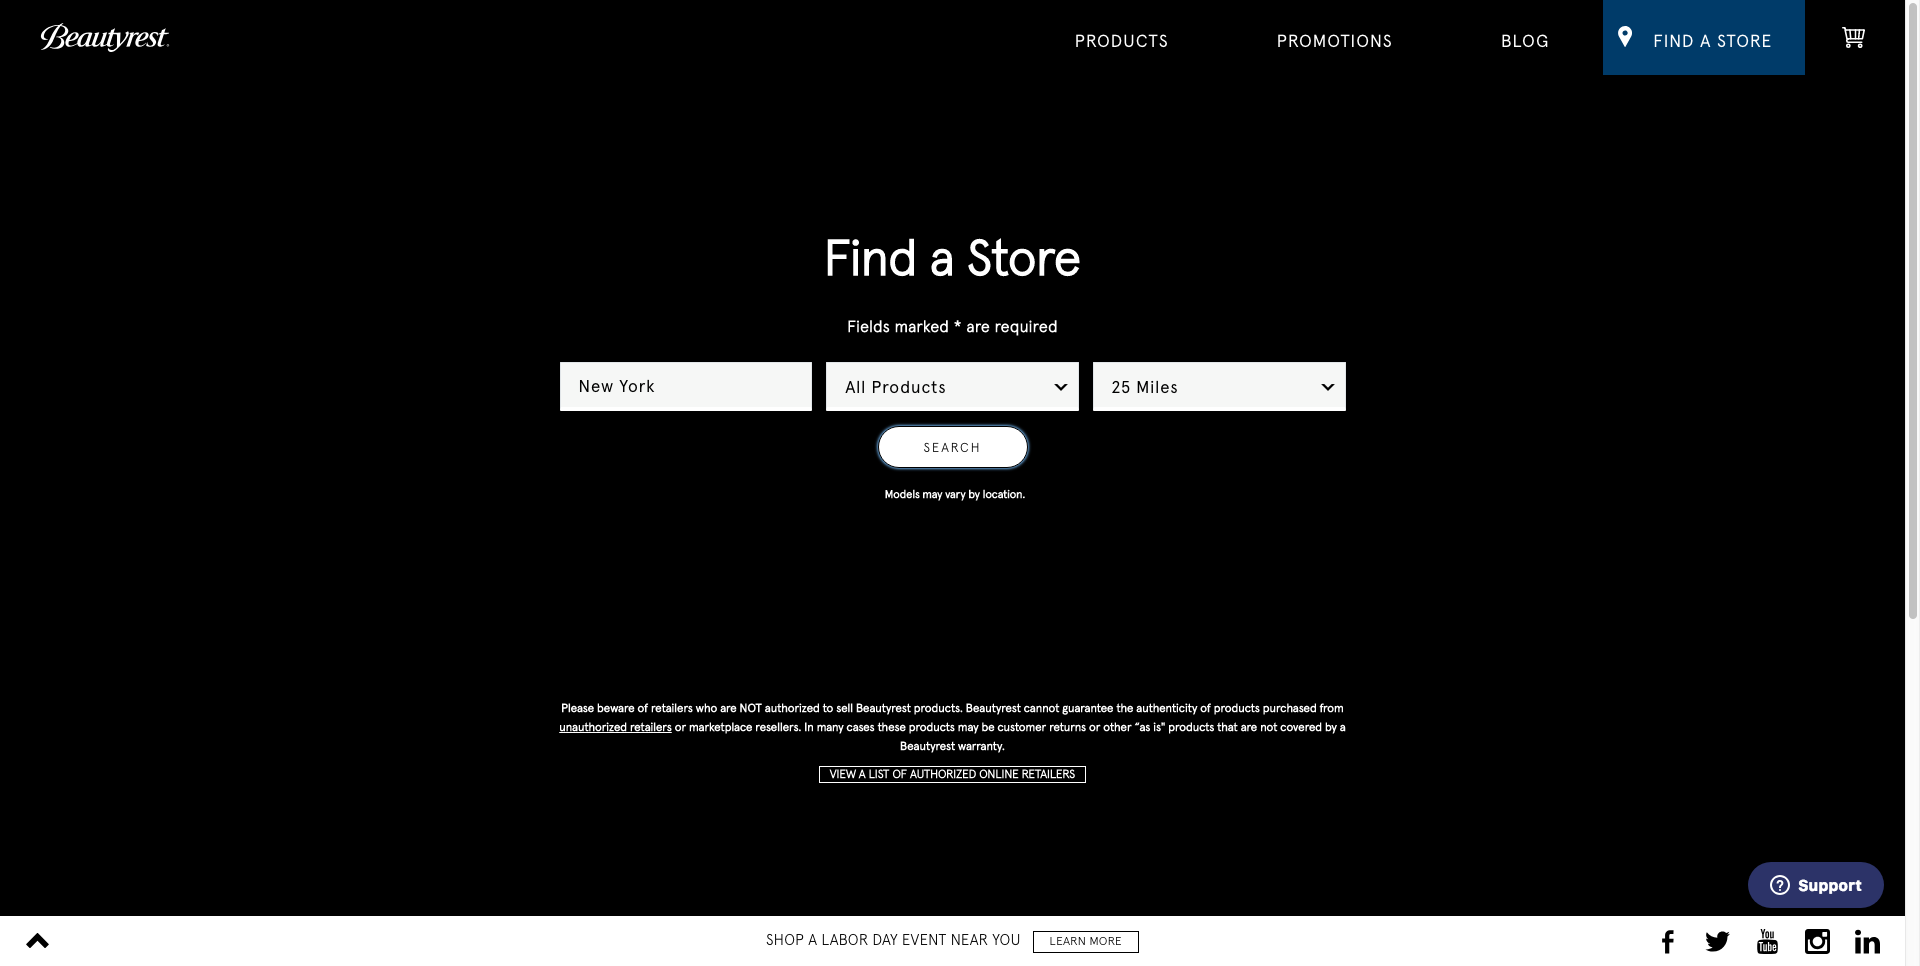 Beautyrest
PRODUCTS
PROMOTIONS
BLOG
FIND A STORE
Find a Store
Fields marked * are required
New York
All Products
25 Miles
SEARCH
Models may vary by location.
Please beware of retailers who are NOT authorized to sell Beautyrest products. Beautyrest cannot guarantee the authenticity of products purchased from
unauthorized retailers or marketplace resellers. In many cases these products may be customer returns or other “as is" products that are not covered by a
Beautyrest warranty.
VIEW A LIST OF AUTHORIZED ONLINE RETAILERS
Support
SHOP A LABOR DAY EVENT NEAR YOU
LEARN MORE
You
Tube